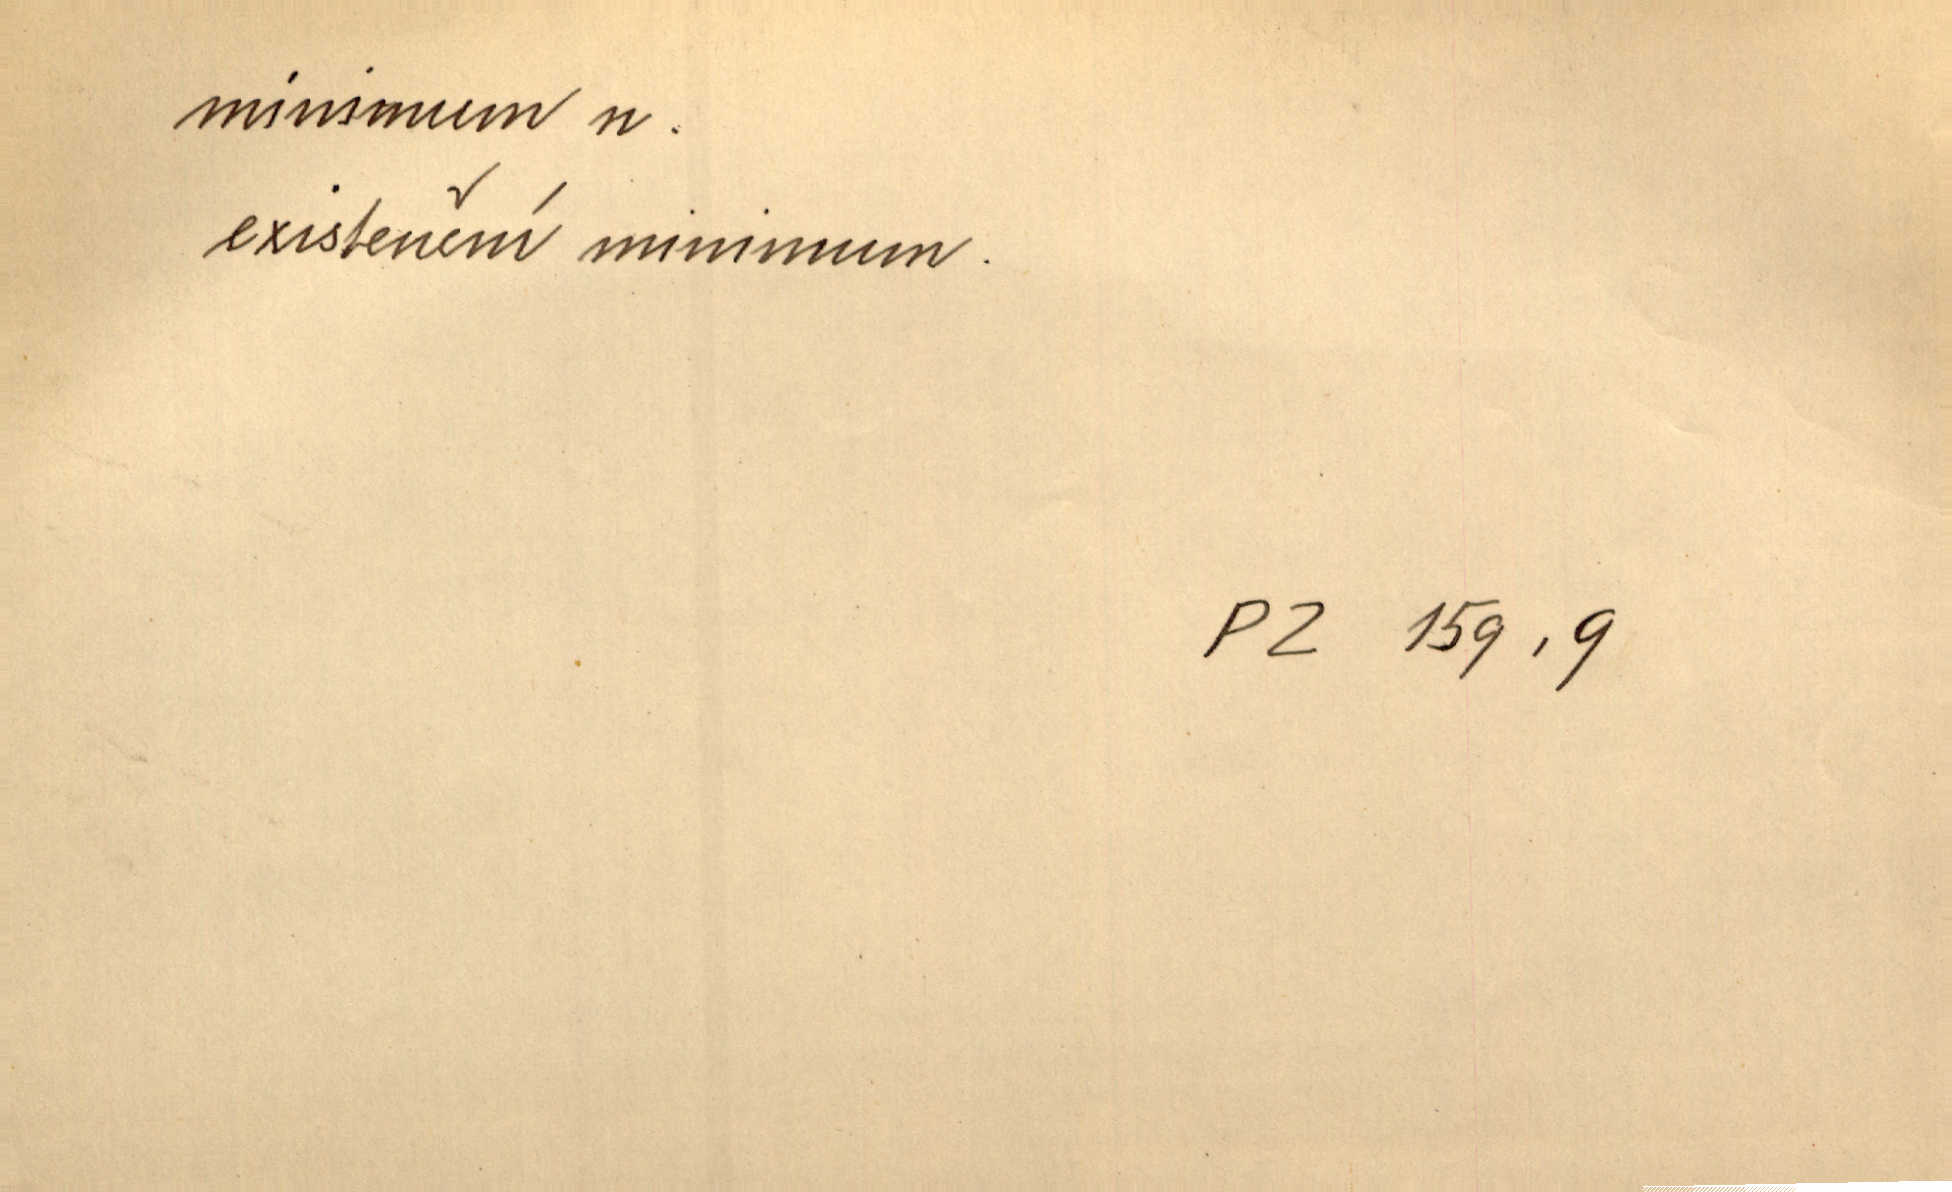 minimum n.
existenční minimum.
PZ 159,9